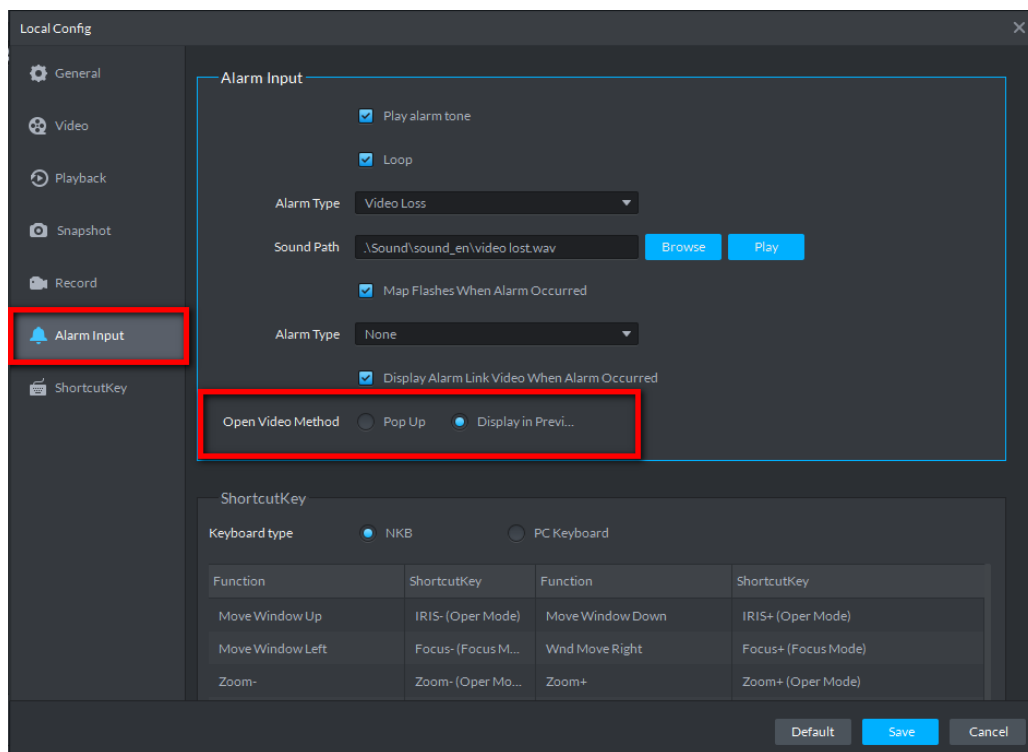 Local Config
General
Video
Playback
Snapshot
Record
Alarm Input
ShortcutKey
Alarm Input
Play alarm tone
Loop
Alarm Type Video Loss
Sound Path .\Sound\sound_en\video lost.wav Browse Play
Map Flashes When Alarm Occurred
Alarm Type None
Display Alarm Link Video When Alarm Occurred
Open Video Method Pop Up Display in Previ...
ShortcutKey
Keyboard type NKB PC Keyboard
Function ShortcutKey Function ShortcutKey
Move Window Up IRIS- (Oper Mode) Move Window Down IRIS+ (Oper Mode)
Move Window Left Focus- (Focus M... Wnd Move Right Focus+ (Focus Mode)
Zoom- Zoom- (Oper Mo... Zoom+ Zoom+ (Oper Mode)
Default Save Cancel